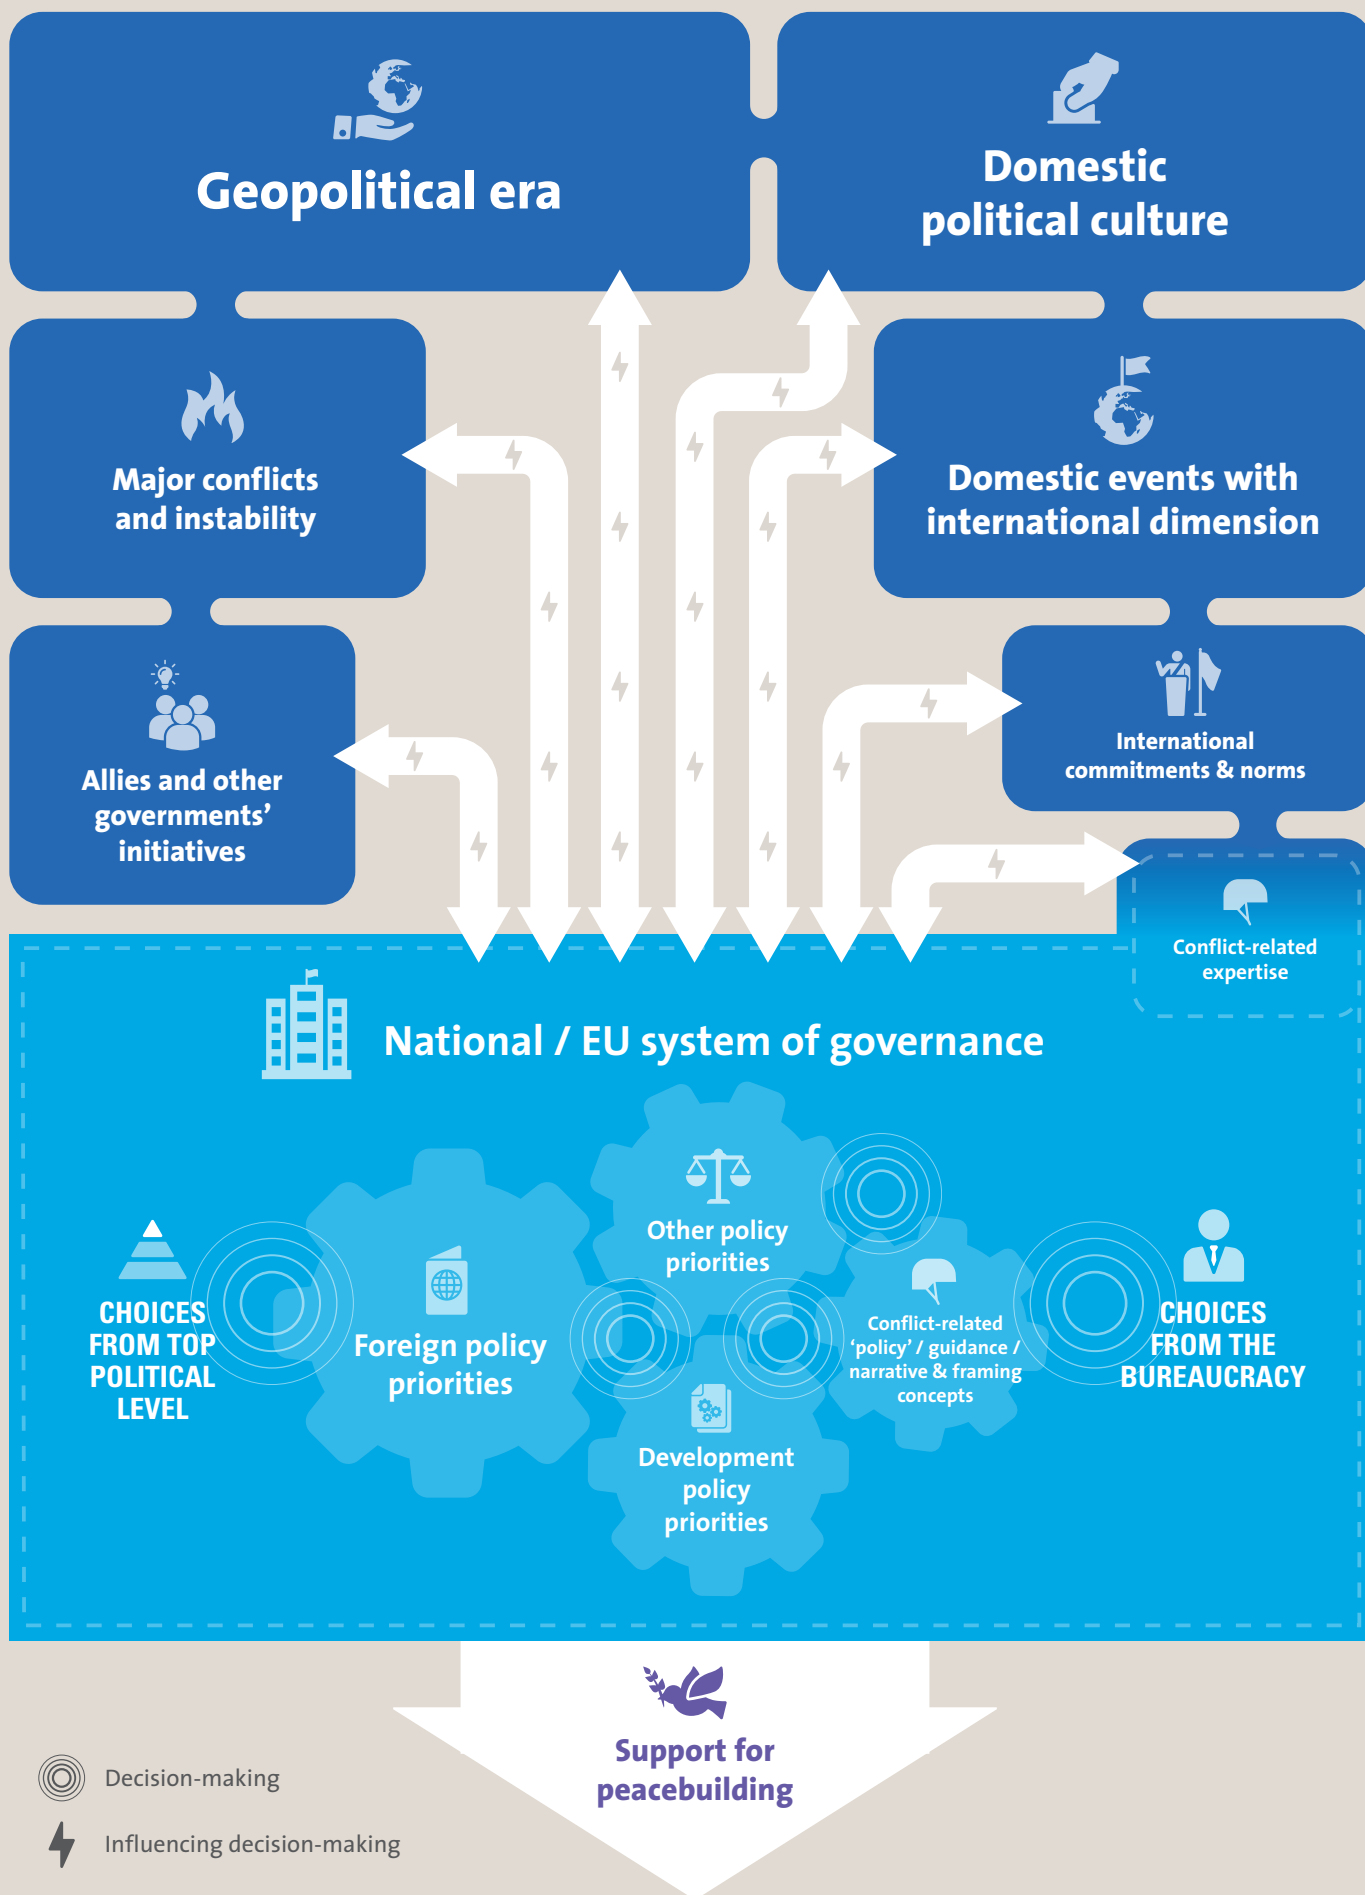 Geopolitical era
Domestic
political culture
Major conflicts
and instability
Domestic events with
international dimension
Allies and other
governments’
initiatives
International
commitments & norms
Conflict-related
expertise
National / EU system of governance
CHOICES
FROM TOP
POLITICAL
LEVEL
Foreign policy
priorities
Other policy
priorities
Development
policy
priorities
Conflict-related
‘policy’ / guidance /
narrative & framing
concepts
CHOICES
FROM THE
BUREAUCRACY
Support for
peacebuilding
Decision-making
Influencing decision-making